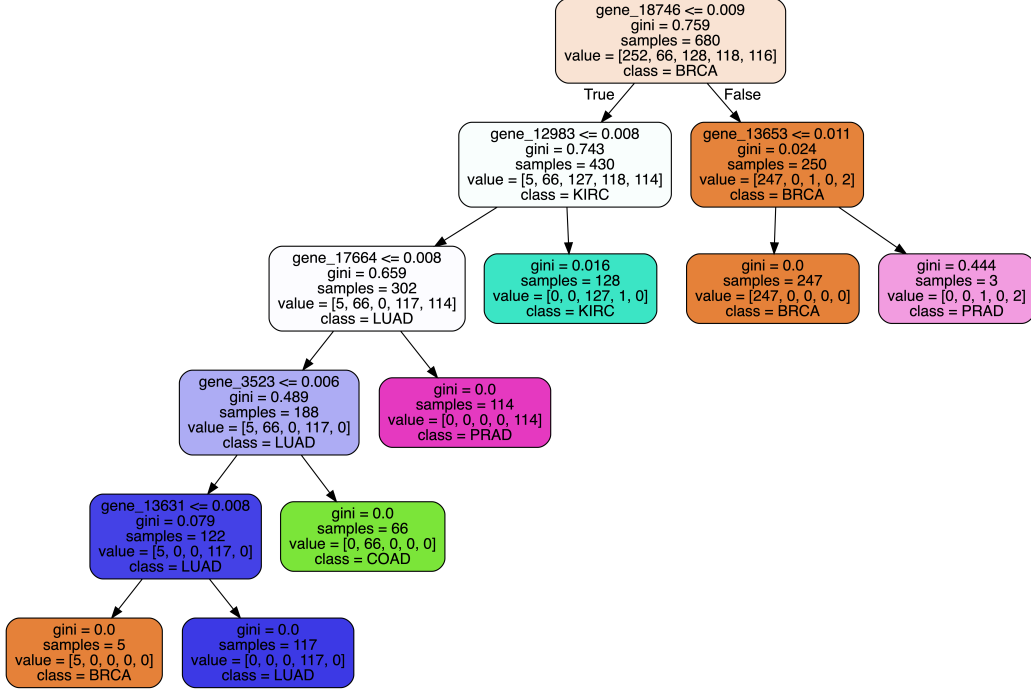 gene_18746 <= 0.009
gini = 0.759
samples = 680
value = [252, 66, 128, 118, 116]
class = BRCA
True
False
gene_12983 <= 0.008
gini = 0.743
samples = 430
value = [5, 66, 127, 118, 114]
class = KIRC
gene_13653 <= 0.011
gini = 0.024
samples = 250
value = [247, 0, 1, 0, 2]
class = BRCA
gene_17664 <= 0.008
gini = 0.659
samples = 302
value = [5, 66, 0, 117, 114]
class = LUAD
gini = 0.016
samples = 128
value = [0, 0, 127, 1, 0]
class = KIRC
gini = 0.0
samples = 247
value = [247, 0, 0, 0, 0]
class = BRCA
gini = 0.444
samples = 3
value = [0, 0, 1, 0, 2]
class = PRAD
gene_3523 <= 0.006
gini = 0.489
samples = 188
value = [5, 66, 0, 117, 0]
class = LUAD
gini = 0.0
samples = 114
value = [0, 0, 0, 0, 114]
class = PRAD
gene_13631 <= 0.008
gini = 0.079
samples = 122
value = [5, 0, 0, 117, 0]
class = LUAD
gini = 0.0
samples = 66
value = [0, 66, 0, 0, 0]
class = COAD
gini = 0.0
samples = 5
value = [5, 0, 0, 0, 0]
class = BRCA
gini = 0.0
samples = 117
value = [0, 0, 0, 117, 0]
class = LUAD